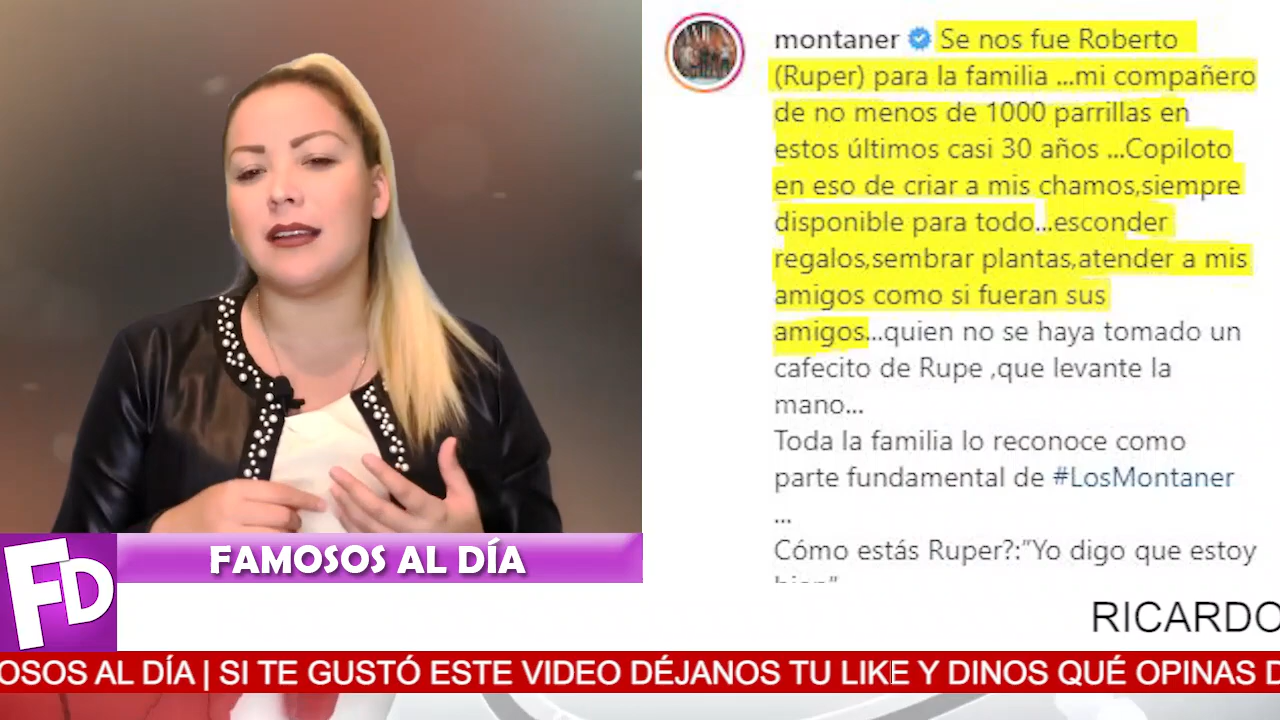 montaner Se nos fue Roberto
(Ruper) para la familia ...mi compañero
de no menos de 1000 parrillas en
estos últimos casi 30 años ...Copiloto
en eso de criar a mis chamos,siempre
disponible para todo...esconder
regalos,sembrar plantas,atender a mis
amigos como si fueran sus
amigos...quien no se haya tomado un
cafecito de Rupe ,que levante la
mano...
Toda la familia lo reconoce como
parte fundamental de #LosMontaner
...
Cómo estás Ruper?:"Yo digo que estoy
bien"
FD
FAMOSOS AL DÍA
RICARDO
OSOS AL DÍA | SI TE GUSTÓ ESTE VIDEO DÉJANOS TU LIKE Y DINOS QUÉ OPINAS D